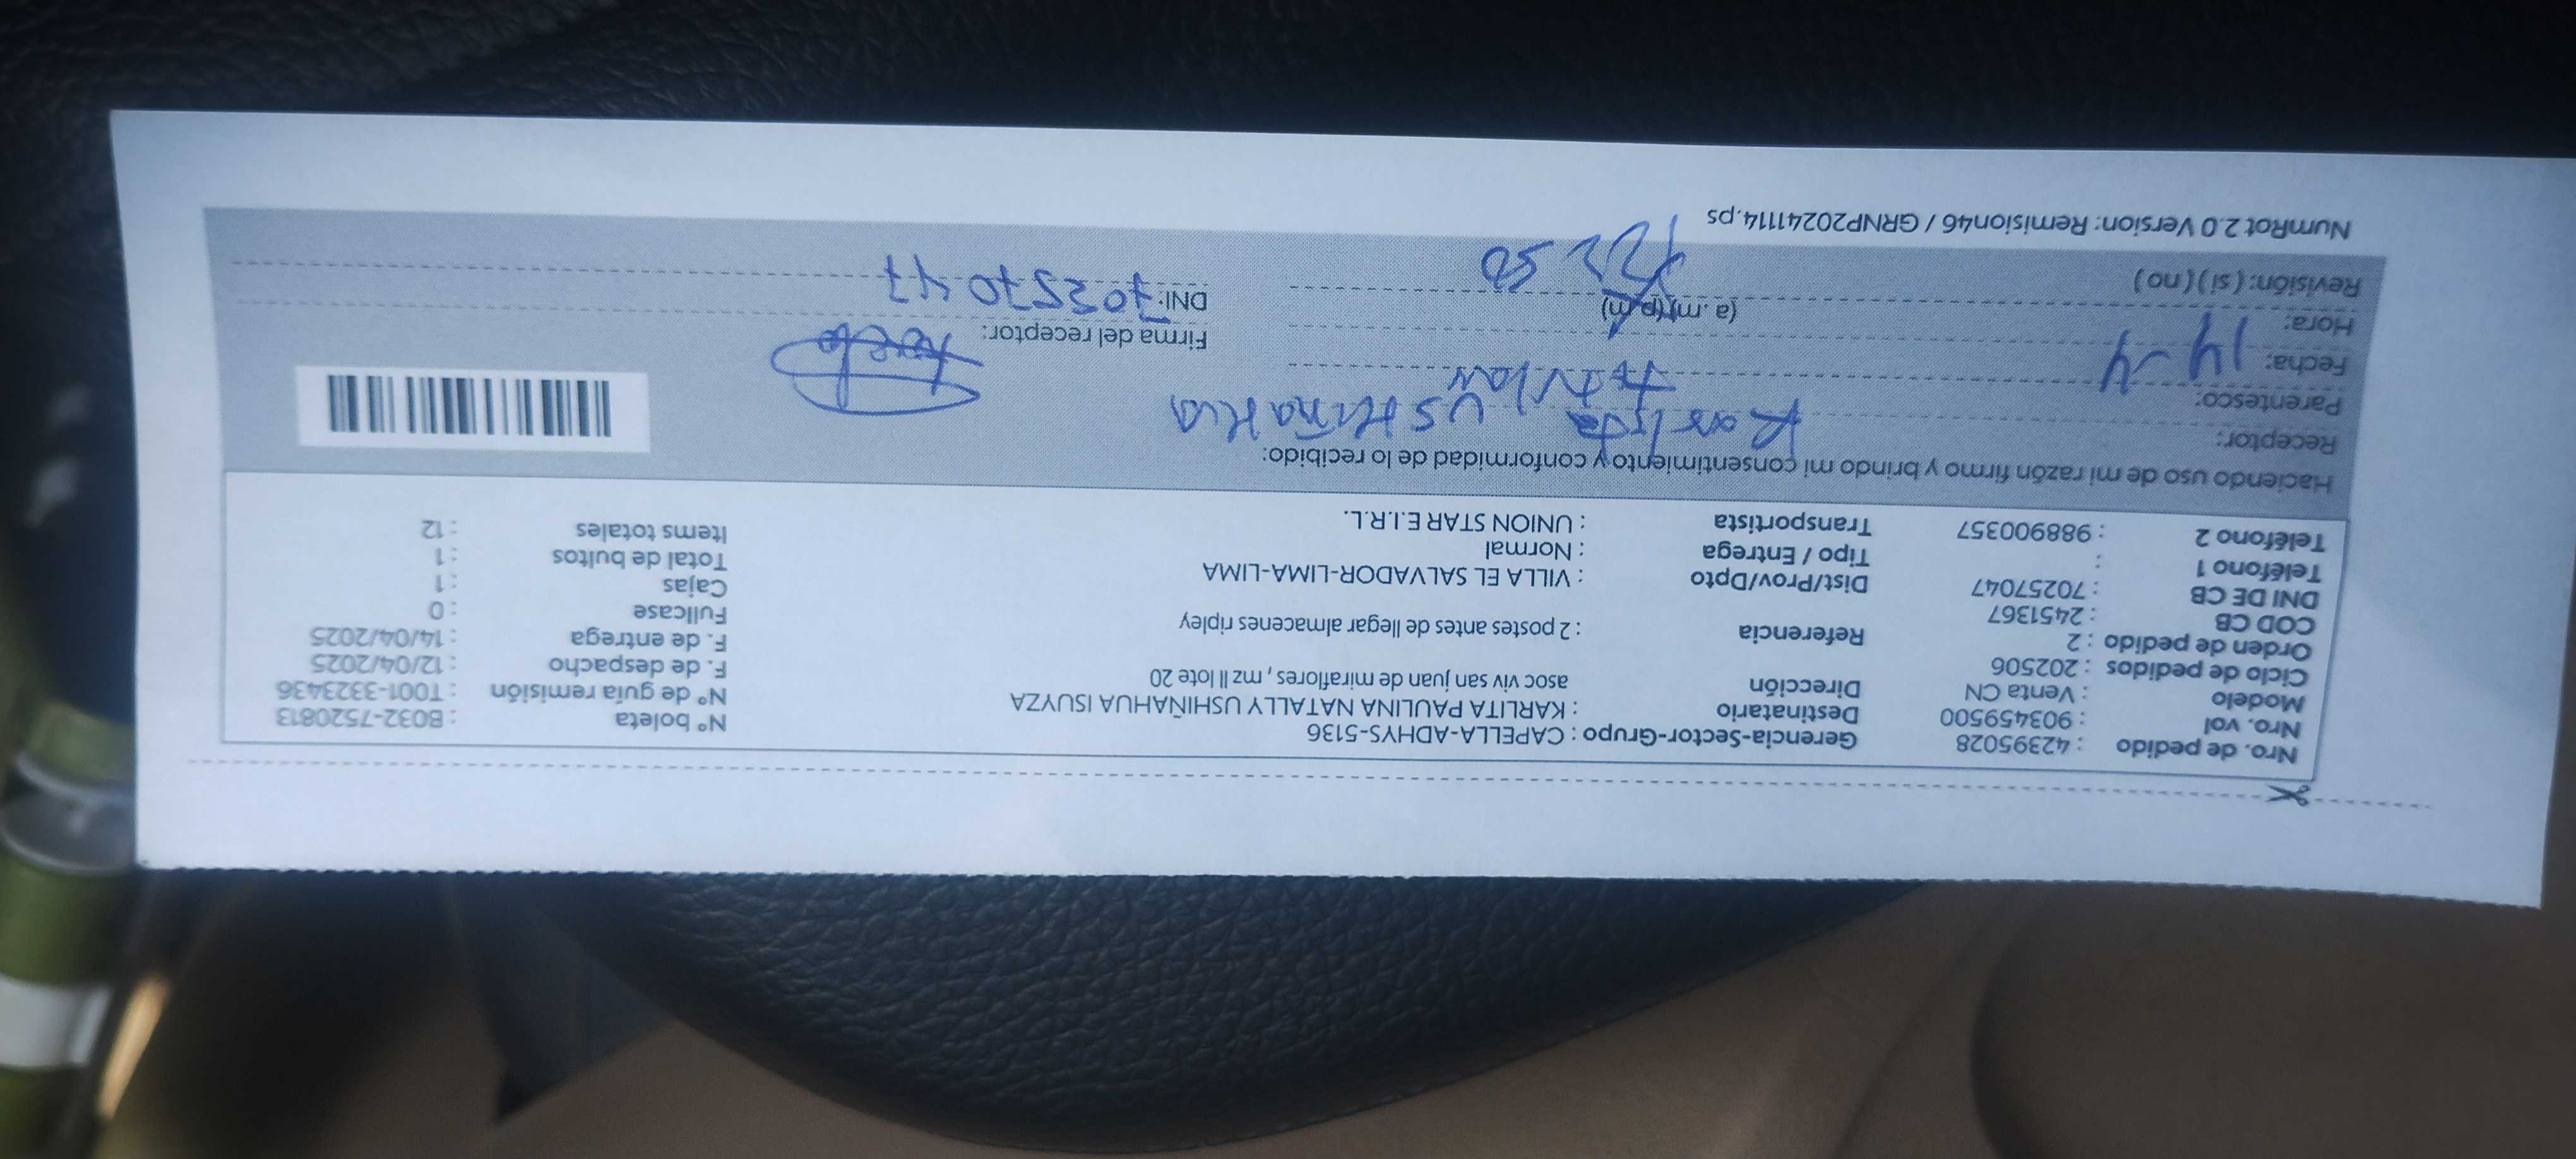 Nro. de pedido : 42395028 Gerencia-Sector-Grupo : CAPELLA-ADHYS-5136 N° boleta : B032-7520813
Nro. vol : 903459500 Destinatario : KARLITA PAULINA NATALLY USHIÑAHUA ISUYZA N° de guía remisión : T001-3323436
Modelo : Venta CN Dirección asoc viv san juan de miraflores , mz ll lote 20 F. de despacho : 12/04/2025
Ciclo de pedidos : 202506 F. de entrega : 14/04/2025
Orden de pedido : 2 Referencia : 2 postes antes de llegar almacenes ripley Fullcase : 0
COD CB : 2451367 Dist/Prov/Dpto : VILLA EL SALVADOR-LIMA-LIMA Cajas : 1
DNI DE CB : 70257047 Tipo / Entrega : Normal Total de bultos : 1
Teléfono 1 : Transportista : UNION STAR E.I.R.L. Items totales : 12
Teléfono 2 : 988900357
Haciendo uso de mi razón firmo y brindo mi consentimiento y conformidad de lo recibido:
Receptor: Karlita Ushiñahua
Parentesco: Titular
Fecha: 14-4 Firma del receptor:
Hora: (a.m) (p.m) DNI:
Revisión: ( si ) ( no )
NumRot 2.0 Version: Remision46 / GRNP20241114.ps